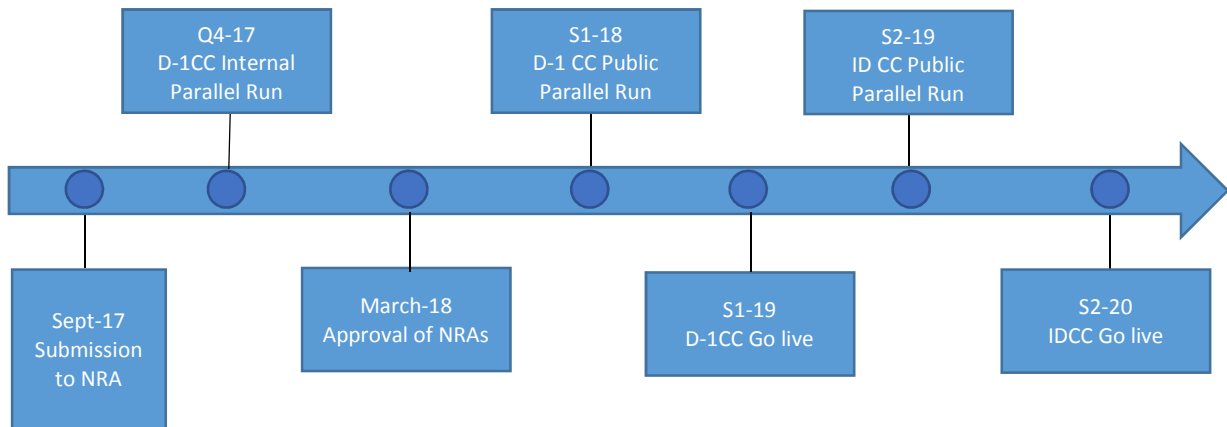 Q4-17
D-1CC Internal
Parallel Run
S1-18
D-1 CC Public
Parallel Run
S2-19
ID CC Public
Parallel Run
Sept-17
Submission
to NRA
March-18
Approval of NRAs
S1-19
D-1CC Go live
S2-20
IDCC Go live